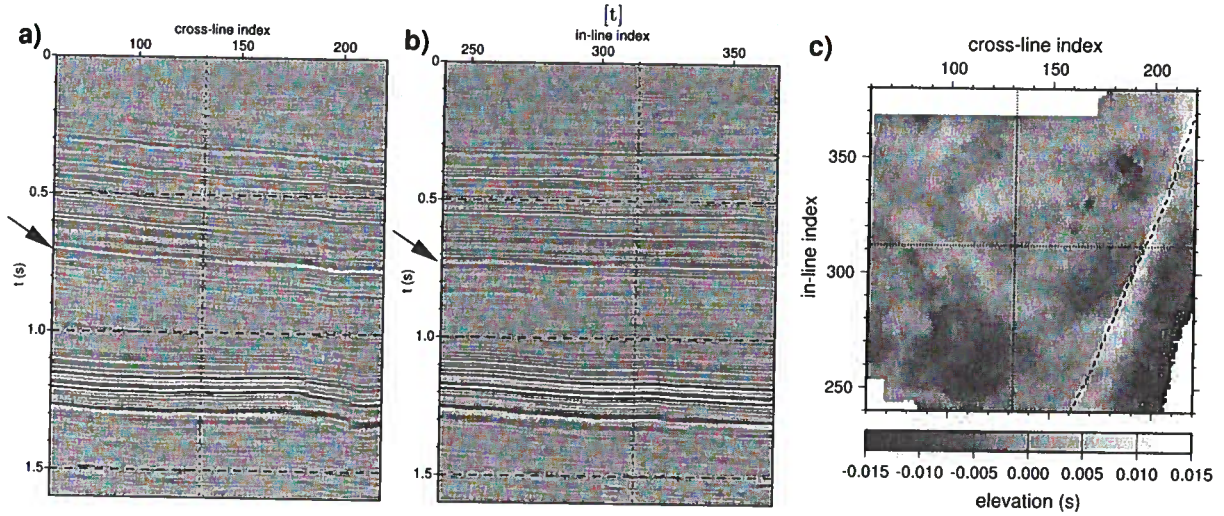 [t]
a)
cross-line index
100 150 200
0
0.5
1.0
1.5
t (s)
b)
in-line index
250 300 350
0
0.5
1.0
1.5
t (s)
c)
cross-line index
100 150 200
350
300
250
in-line index
-0.015 -0.010 -0.005 0.000 0.005 0.010 0.015
elevation (s)